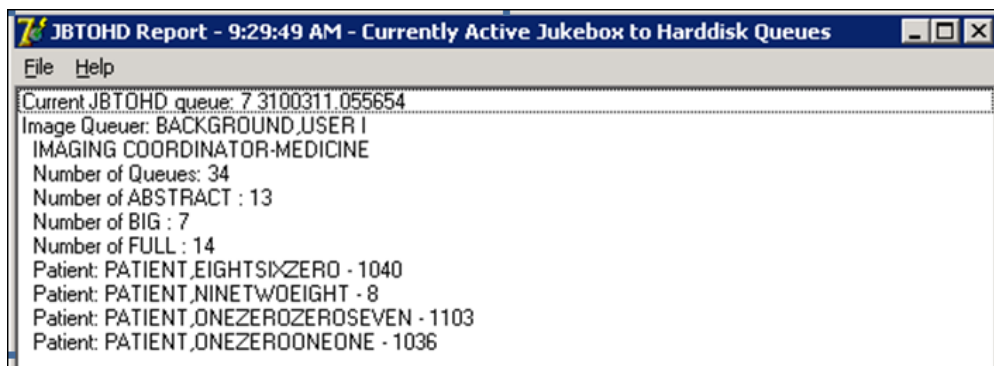 JBTOHD Report - 9:29:49 AM - Currently Active Jukebox to Harddisk Queues
File Help
Current JBTOHD queue: 7 3100311.055654
Image Queuer: BACKGROUND,USER I
IMAGING COORDINATOR-MEDICINE
Number of Queues: 34
Number of ABSTRACT : 13
Number of BIG : 7
Number of FULL : 14
Patient: PATIENT,EIGHTSIXZERO - 1040
Patient: PATIENT,NINETWOEIGHT - 8
Patient: PATIENT,ONEZEROZEROSEVEN - 1103
Patient: PATIENT,ONEZEROONEONE - 1036